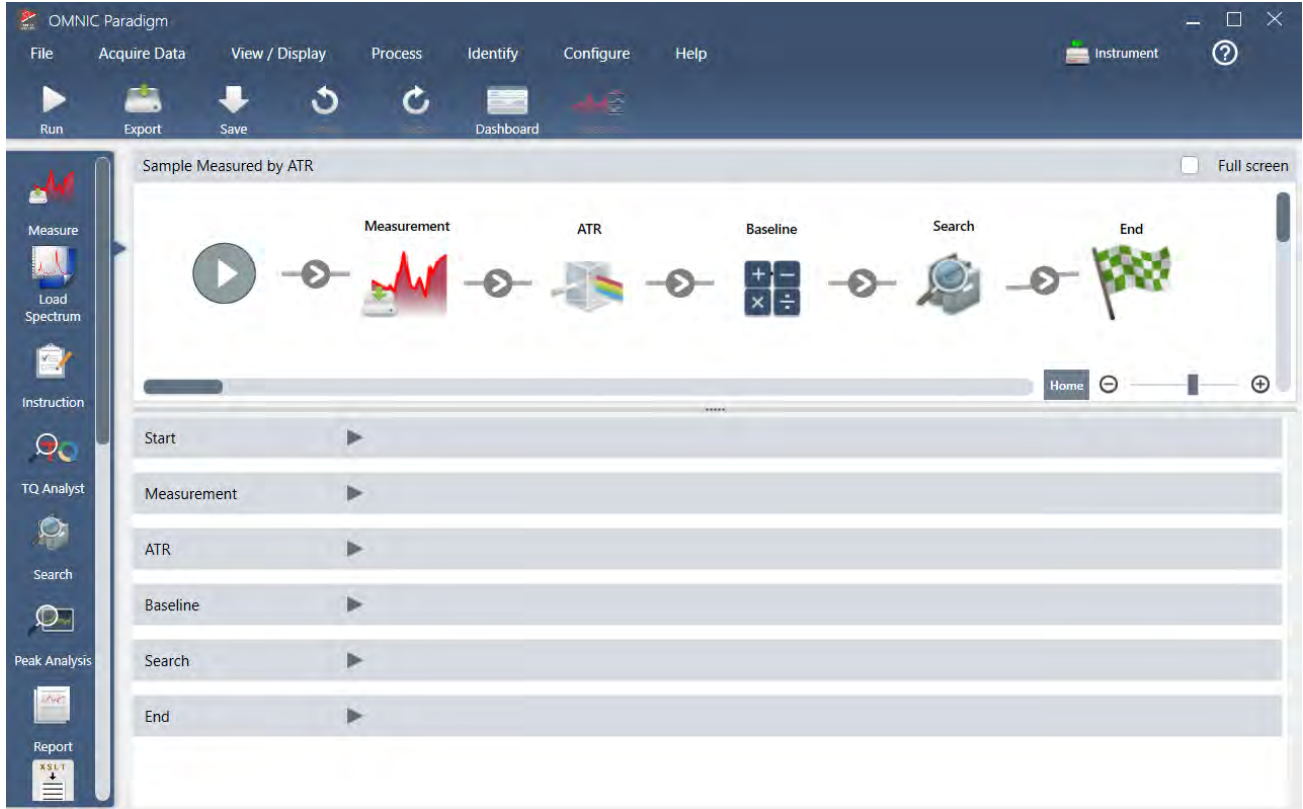 OMNIC Paradigm
File Acquire Data View / Display Process Identify Configure Help Instrument ?
Run Export Save Dashboard
Measure
Load
Spectrum
Instruction
TQ Analyst
Search
Peak Analysis
Report
XSLT
Sample Measured by ATR Full screen
Measurement ATR Baseline Search End
Home
Start
Measurement
ATR
Baseline
Search
End